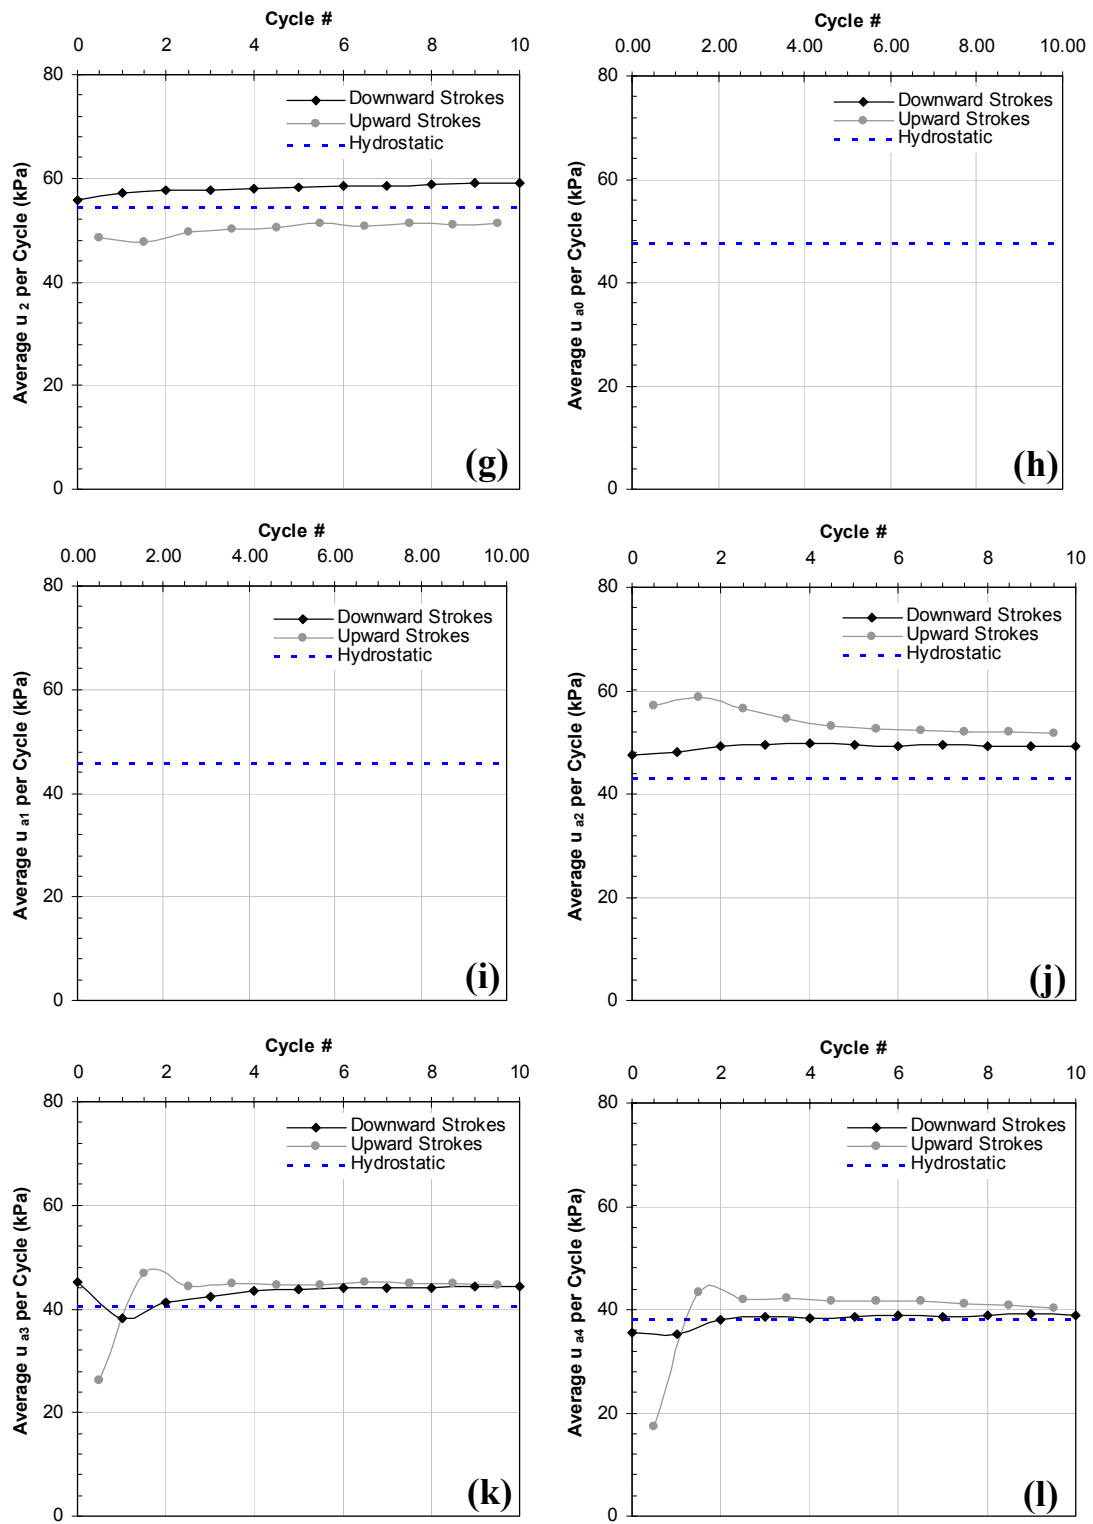 Cycle #
0 2 4 6 8 10
80
60
40
20
0
Average u 2 per Cycle (kPa)
Downward Strokes
Upward Strokes
Hydrostatic
(g)
Cycle #
0.00 2.00 4.00 6.00 8.00 10.00
80
60
40
20
0
Average u a0 per Cycle (kPa)
Downward Strokes
Upward Strokes
Hydrostatic
(h)
Cycle #
0.00 2.00 4.00 6.00 8.00 10.00
80
60
40
20
0
Average u a1 per Cycle (kPa)
Downward Strokes
Upward Strokes
Hydrostatic
(i)
Cycle #
0 2 4 6 8 10
80
60
40
20
0
Average u a2 per Cycle (kPa)
Downward Strokes
Upward Strokes
Hydrostatic
(j)
Cycle #
0 2 4 6 8 10
80
60
40
20
0
Average u a3 per Cycle (kPa)
Downward Strokes
Upward Strokes
Hydrostatic
(k)
Cycle #
0 2 4 6 8 10
80
60
40
20
0
Average u a4 per Cycle (kPa)
Downward Strokes
Upward Strokes
Hydrostatic
(l)